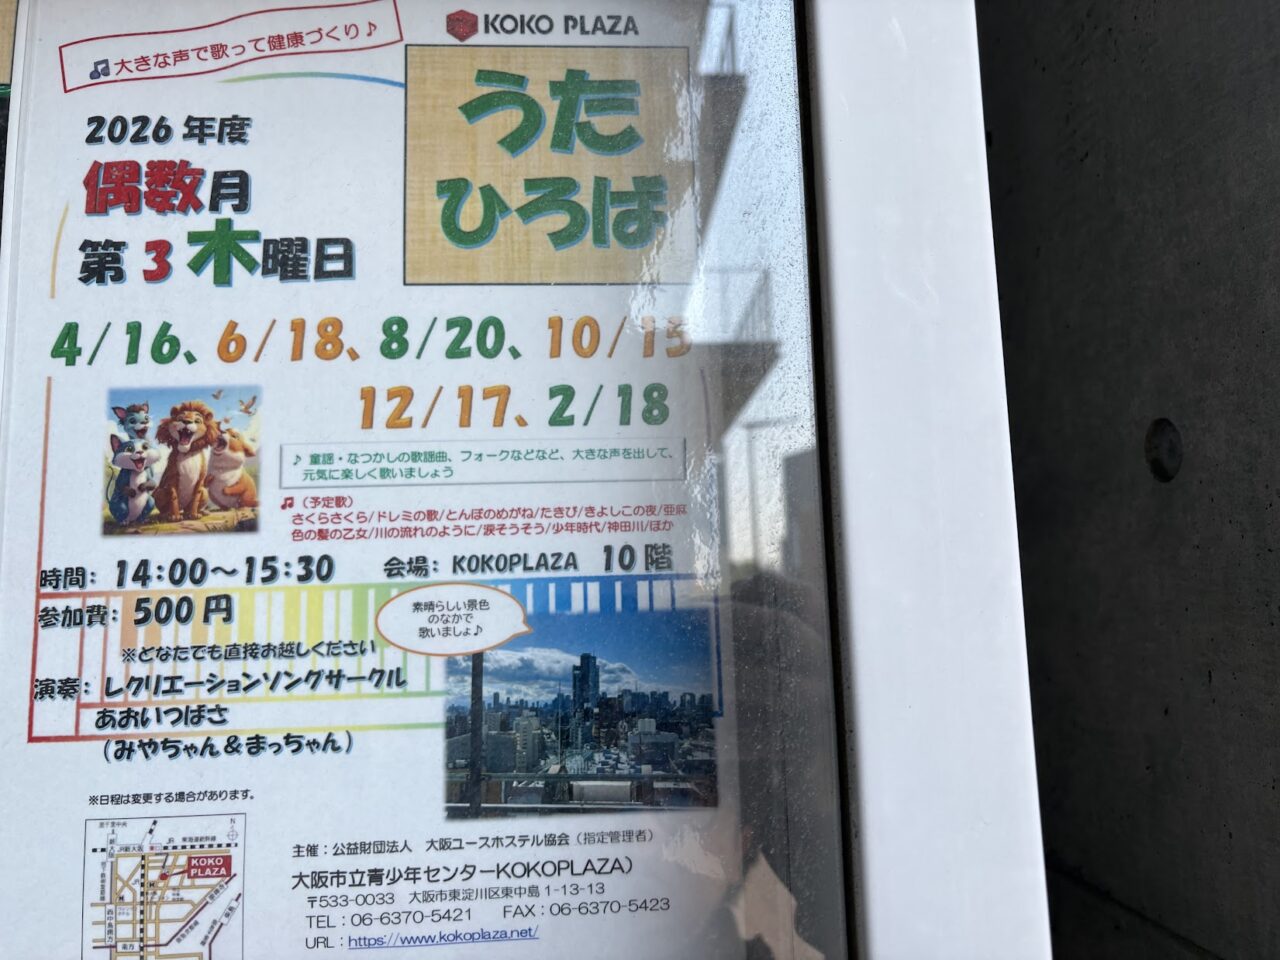 ♪大きな声で歌って健康づくり♪
KOKO PLAZA
うた
ひろば
2026 年度
偶数月
第 3 木曜日
4/16、6/18、8/20、10/15
12/17、2/18
♪ 童謡・なつかしの歌謡曲、フォークなどなど、大きな声を出して、
元気に楽しく歌いましょう
♫（予定歌）
さくらさくら/ドレミの歌/とんぼのめがね/たきび/きよしこの夜/亜麻
色の髪の乙女/川の流れのように/涙そうそう/少年時代/神田川/ほか
時間: 14:00～15:30 会場: KOKOPLAZA 10 階
参加費: 500 円
※どなたでも直接お越しください
素晴らしい景色
のなかで
歌いましょ♪
演奏: レクリエーションソングサークル
あおいつばさ
（みやちゃん＆まっちゃん）
※日程は変更する場合があります。
主催：公益財団法人 大阪ユースホステル協会（指定管理者）
大阪市立青少年センターKOKOPLAZA）
〒533-0033 大阪市東淀川区東中島 1-13-13
TEL：06-6370-5421 FAX：06-6370-5423
URL：https://www.kokoplaza.net/
N
JR新大阪
東海道新幹線
JR
KOKO
PLAZA